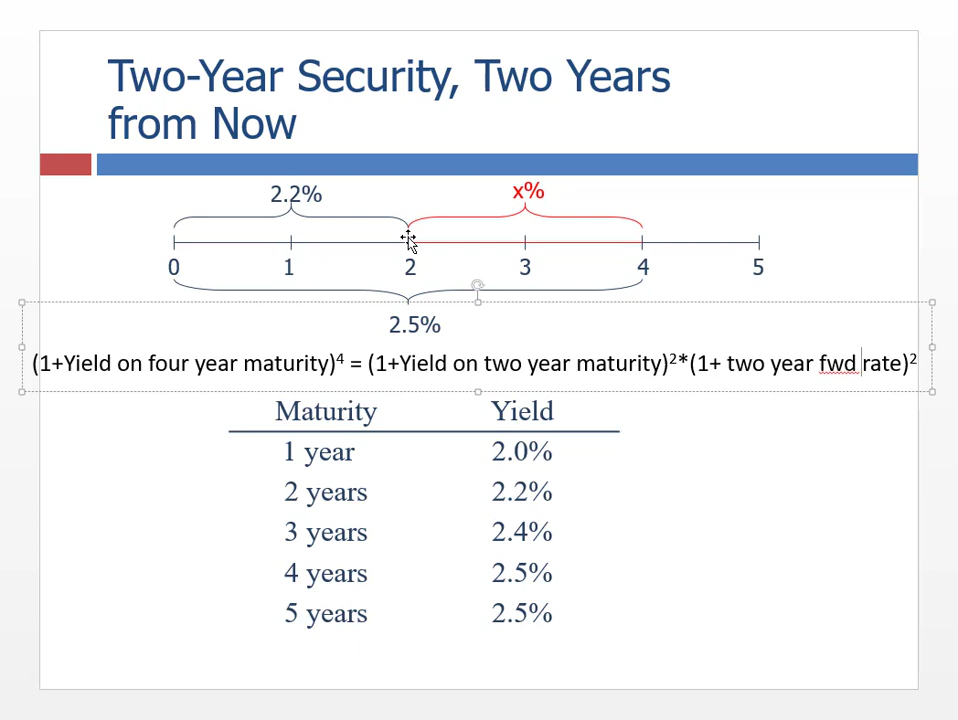 Two-Year Security, Two Years
from Now
2.2%
x%
0 1 2 3 4 5
2.5%
(1+Yield on four year maturity)⁴ = (1+Yield on two year maturity)²*(1+ two year fwd rate)²
Maturity Yield
1 year 2.0%
2 years 2.2%
3 years 2.4%
4 years 2.5%
5 years 2.5%